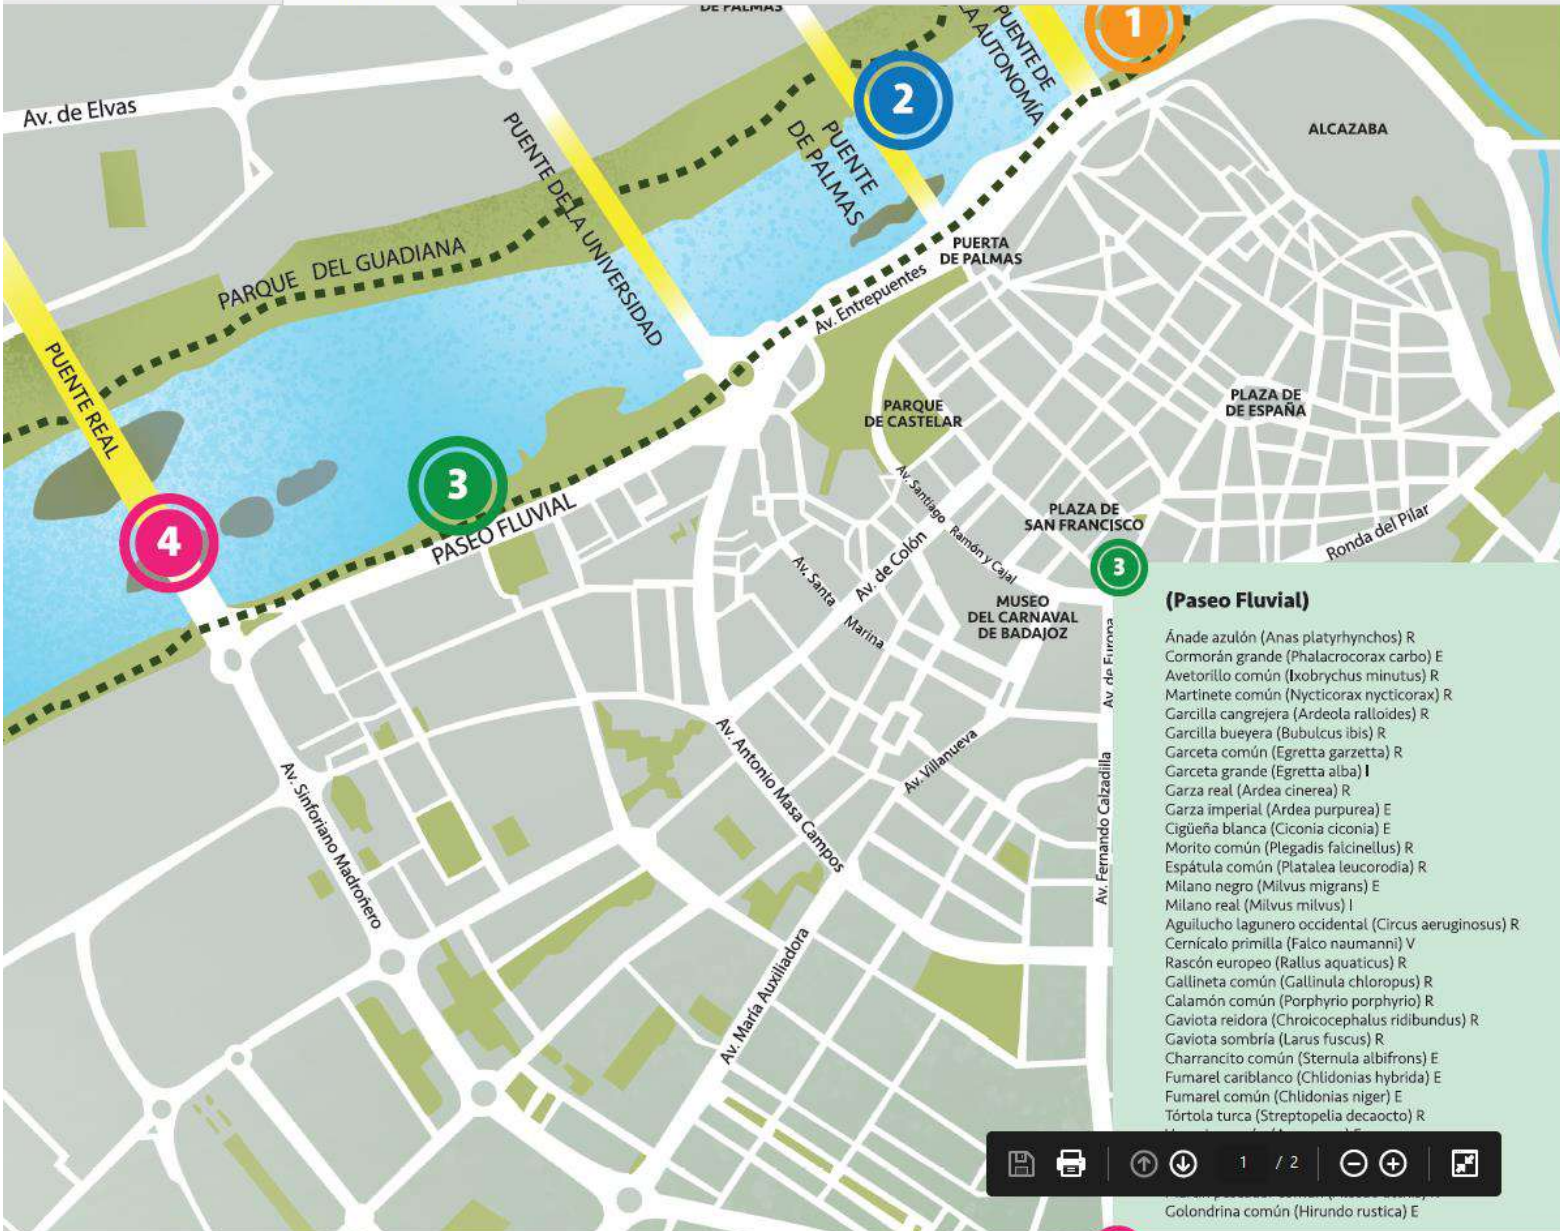 DE PALMAS
PUENTE DE
LA AUTONOMÍA
1
2
Av. de Elvas
PUENTE DE LA UNIVERSIDAD
PUENTE
DE PALMAS
ALCAZABA
PARQUE DEL GUADIANA
PUERTA
DE PALMAS
Av. Entrepuentes
PUENTE REAL
PARQUE
DE CASTELAR
PLAZA DE
DE ESPAÑA
3
4
PASEO FLUVIAL
Av. Santiago Ramón y Cajal
PLAZA DE
SAN FRANCISCO
Ronda del Pilar
Av. de Colón
Av. Santa Marina
MUSEO
DEL CARNAVAL
DE BADAJOZ
Av. de Europa
Av. Sinforiano Madroñero
Av. Antonio Masa Campos
Av. Villanueva
Av. Fernando Calzadilla
Av. María Auxiliadora
3
(Paseo Fluvial)
Ánade azulón (Anas platyrhynchos) R
Cormorán grande (Phalacrocorax carbo) E
Avetorillo común (Ixobrychus minutus) R
Martinete común (Nycticorax nycticorax) R
Garcilla cangrejera (Ardeola ralloides) R
Garcilla bueyera (Bubulcus ibis) R
Garceta común (Egretta garzetta) R
Garceta grande (Egretta alba) I
Garza real (Ardea cinerea) R
Garza imperial (Ardea purpurea) E
Cigüeña blanca (Ciconia ciconia) E
Morito común (Plegadis falcinellus) R
Espátula común (Platalea leucorodia) R
Milano negro (Milvus migrans) E
Milano real (Milvus milvus) I
Aguilucho lagunero occidental (Circus aeruginosus) R
Cernícalo primilla (Falco naumanni) V
Rascón europeo (Rallus aquaticus) R
Gallineta común (Gallinula chloropus) R
Calamón común (Porphyrio porphyrio) R
Gaviota reidora (Chroicocephalus ridibundus) R
Gaviota sombría (Larus fuscus) R
Charrancito común (Sternula albifrons) E
Fumarel cariblanco (Chlidonias hybrida) E
Fumarel común (Chlidonias niger) E
Tórtola turca (Streptopelia decaocto) R
1 / 2
Golondrina común (Hirundo rustica) E